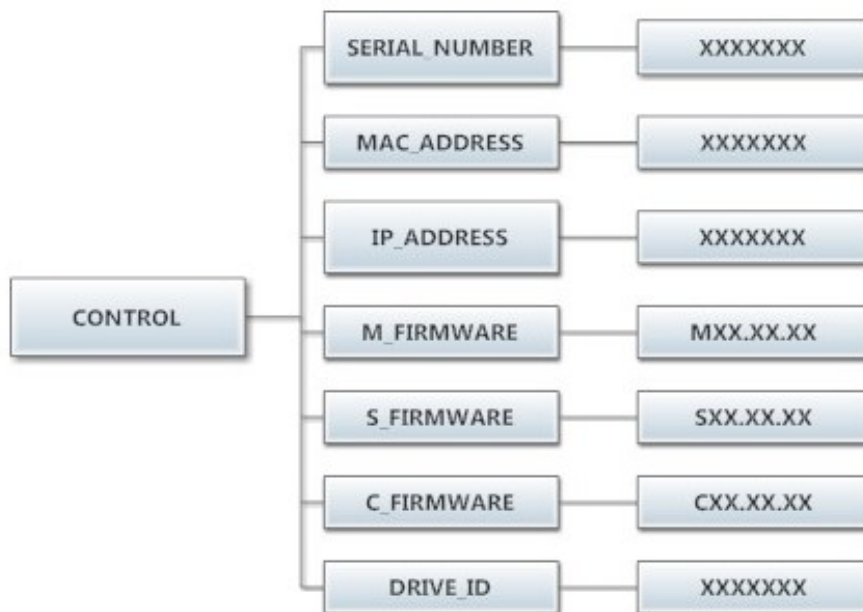 SERIAL_NUMBER XXXXXXX
MAC_ADDRESS XXXXXXX
IP_ADDRESS XXXXXXX
CONTROL
M_FIRMWARE MXX.XX.XX
S_FIRMWARE SXX.XX.XX
C_FIRMWARE CXX.XX.XX
DRIVE_ID XXXXXXX